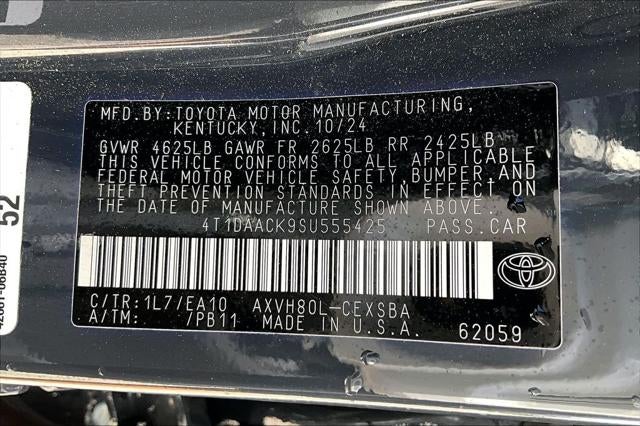 MFD.BY:TOYOTA MOTOR MANUFACTURING,
KENTUCKY,INC.10/24
GVWR 4625LB GAWR FR 2625LB RR 2425LB
THIS VEHICLE CONFORMS TO ALL APPLICABLE
FEDERAL MOTOR VEHICLE SAFETY, BUMPER, AND
THEFT PREVENTION STANDARDS IN EFFECT ON
THE DATE OF MANUFACTURE SHOWN ABOVE.
4T1DAACK9SU555425 PASS.CAR
C/TR:1L7/EA10 AXVH80L-CEXSBA
A/TM: /PB11 MADE IN U.S.A. 62059
52